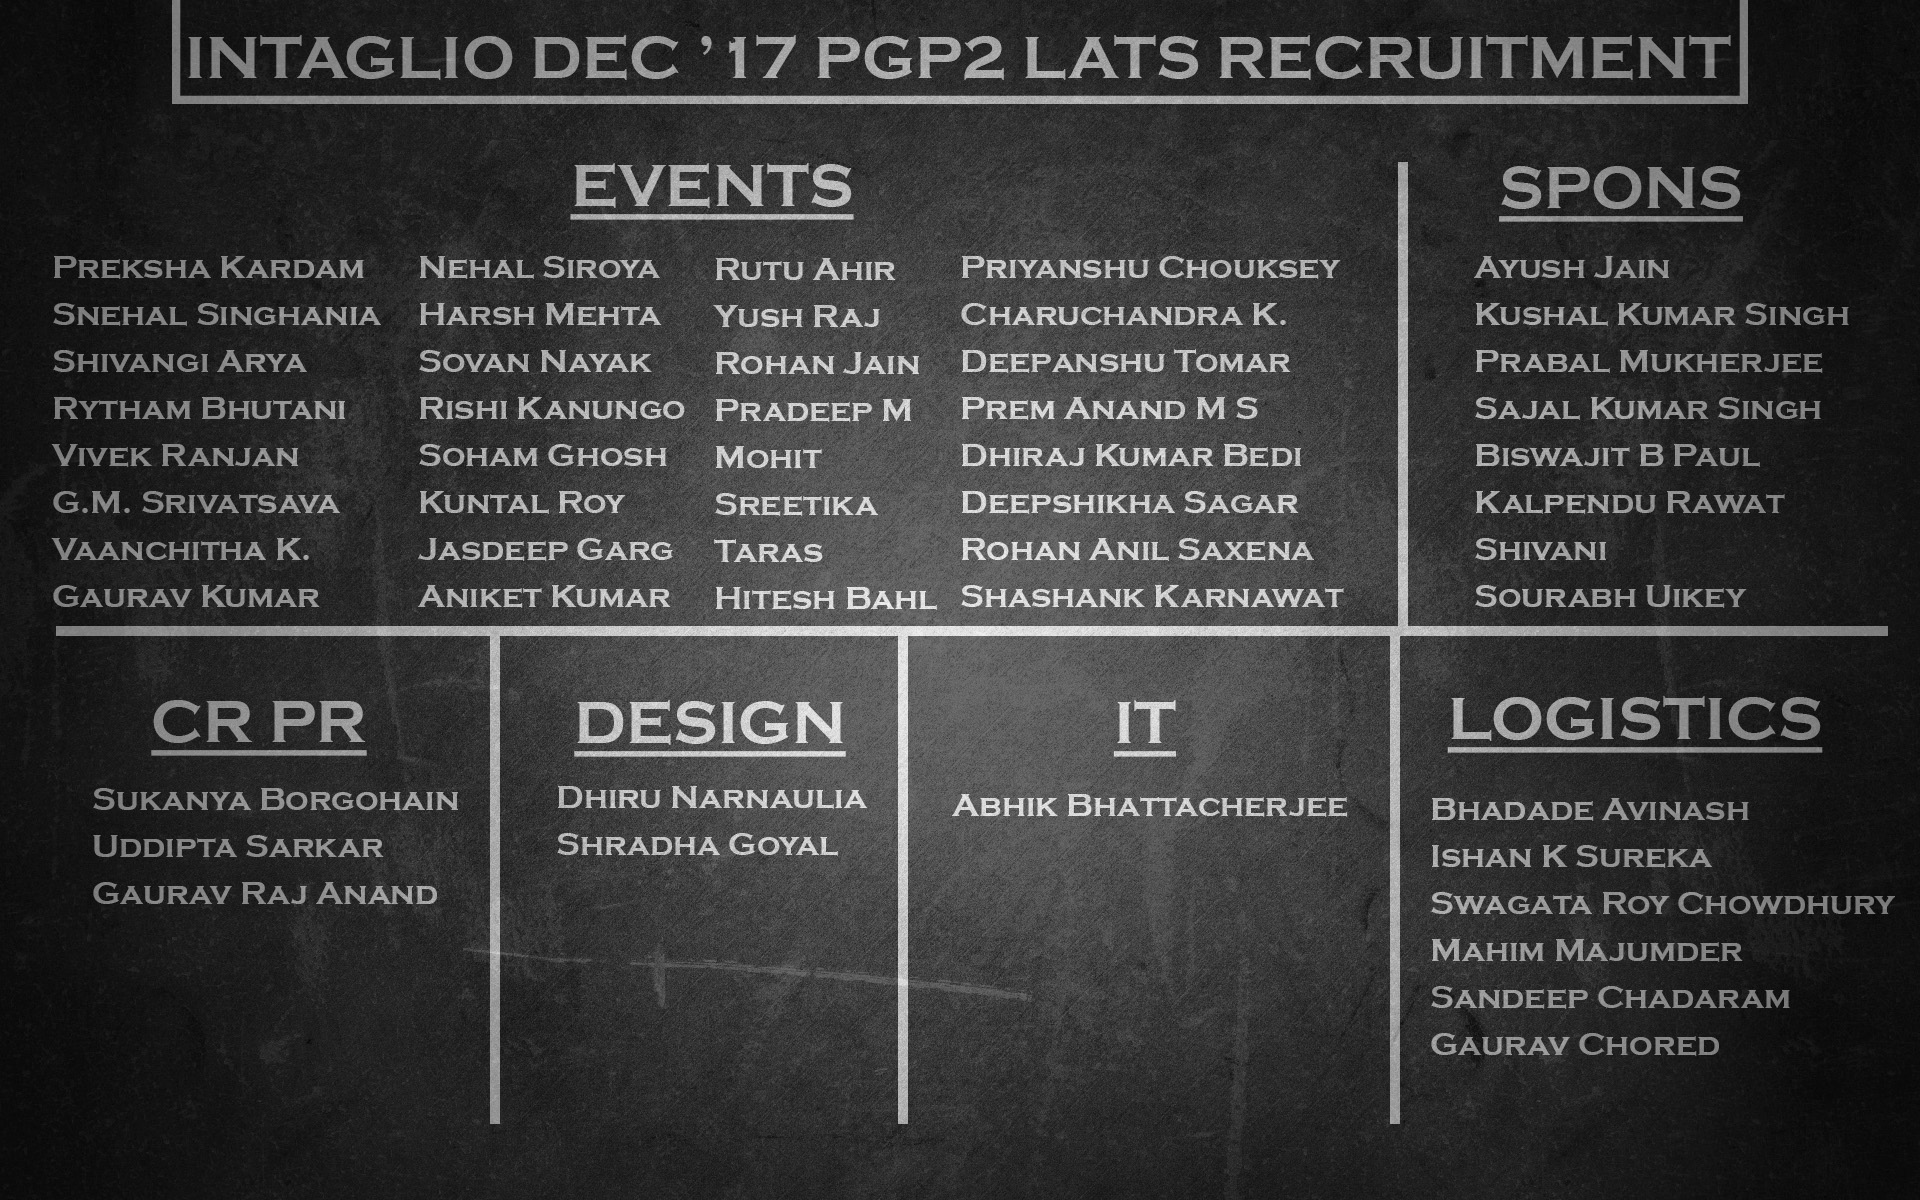 INTAGLIO DEC '17 PGP2 LATS RECRUITMENT
EVENTS
PREKSHA KARDAM
SNEHAL SINGHANIA
SHIVANGI ARYA
RYTHAM BHUTANI
VIVEK RANJAN
G.M. SRIVATSAVA
VAANCHITHA K.
GAURAV KUMAR
NEHAL SIROYA
HARSH MEHTA
SOVAN NAYAK
RISHI KANUNGO
SOHAM GHOSH
KUNTAL ROY
JASDEEP GARG
ANIKET KUMAR
RUTU AHIR
YUSH RAJ
ROHAN JAIN
PRADEEP M
MOHIT
SREETIKA
TARAS
HITESH BAHL
PRIYANSHU CHOUKSEY
CHARUCHANDRA K.
DEEPANSHU TOMAR
PREM ANAND M S
DHIRAJ KUMAR BEDI
DEEPSHIKHA SAGAR
ROHAN ANIL SAXENA
SHASHANK KARNAWAT
SPONS
AYUSH JAIN
KUSHAL KUMAR SINGH
PRABAL MUKHERJEE
SAJAL KUMAR SINGH
BISWAJIT B PAUL
KALPENDU RAWAT
SHIVANI
SOURABH UIKEY
CR PR
SUKANYA BORGOHAIN
UDDIPTA SARKAR
GAURAV RAJ ANAND
DESIGN
DHIRU NARNAULIA
SHRADHA GOYAL
IT
ABHIK BHATTACHERJEE
LOGISTICS
BHADADE AVINASH
ISHAN K SUREKA
SWAGATA ROY CHOWDHURY
MAHIM MAJUMDER
SANDEEP CHADARAM
GAURAV CHORED